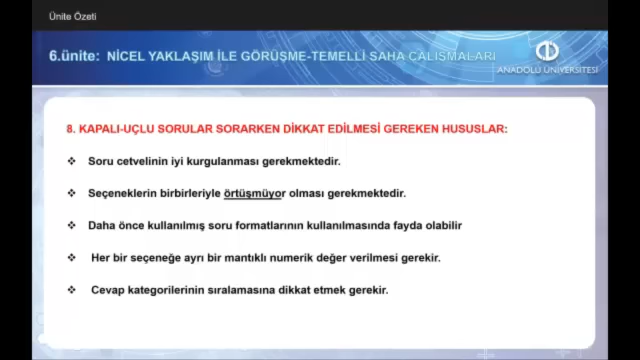 Ünite Özeti
6.ünite: NİCEL YAKLAŞIM İLE GÖRÜŞME-TEMELLİ SAHA ÇALIŞMALARI
ANADOLU ÜNİVERSİTESİ
8. KAPALI-UÇLU SORULAR SORARKEN DİKKAT EDİLMESİ GEREKEN HUSUSLAR:
❖ Soru cetvelinin iyi kurgulanması gerekmektedir.
❖ Seçeneklerin birbirleriyle örtüşmüyor olması gerekmektedir.
❖ Daha önce kullanılmış soru formatlarının kullanılmasında fayda olabilir
❖ Her bir seçeneğe ayrı bir mantıklı numerik değer verilmesi gerekir.
❖ Cevap kategorilerinin sıralamasına dikkat etmek gerekir.